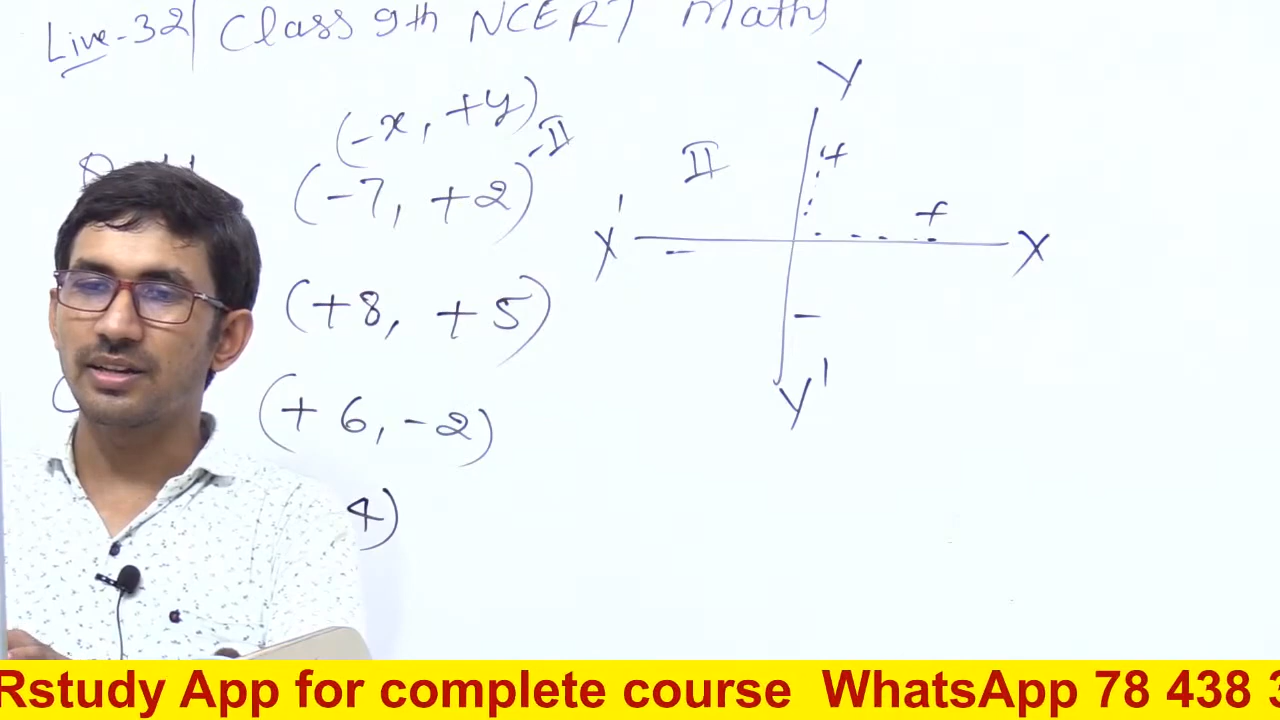 Live-32 | Class 9th NCERT Maths
(-x, +y)
II
(-7, +2)
(+8, +5)
(+6, -2)
4)
Y
+
II
+
X'
-
X
-
Y'
Rstudy App for complete course WhatsApp 78 438 3